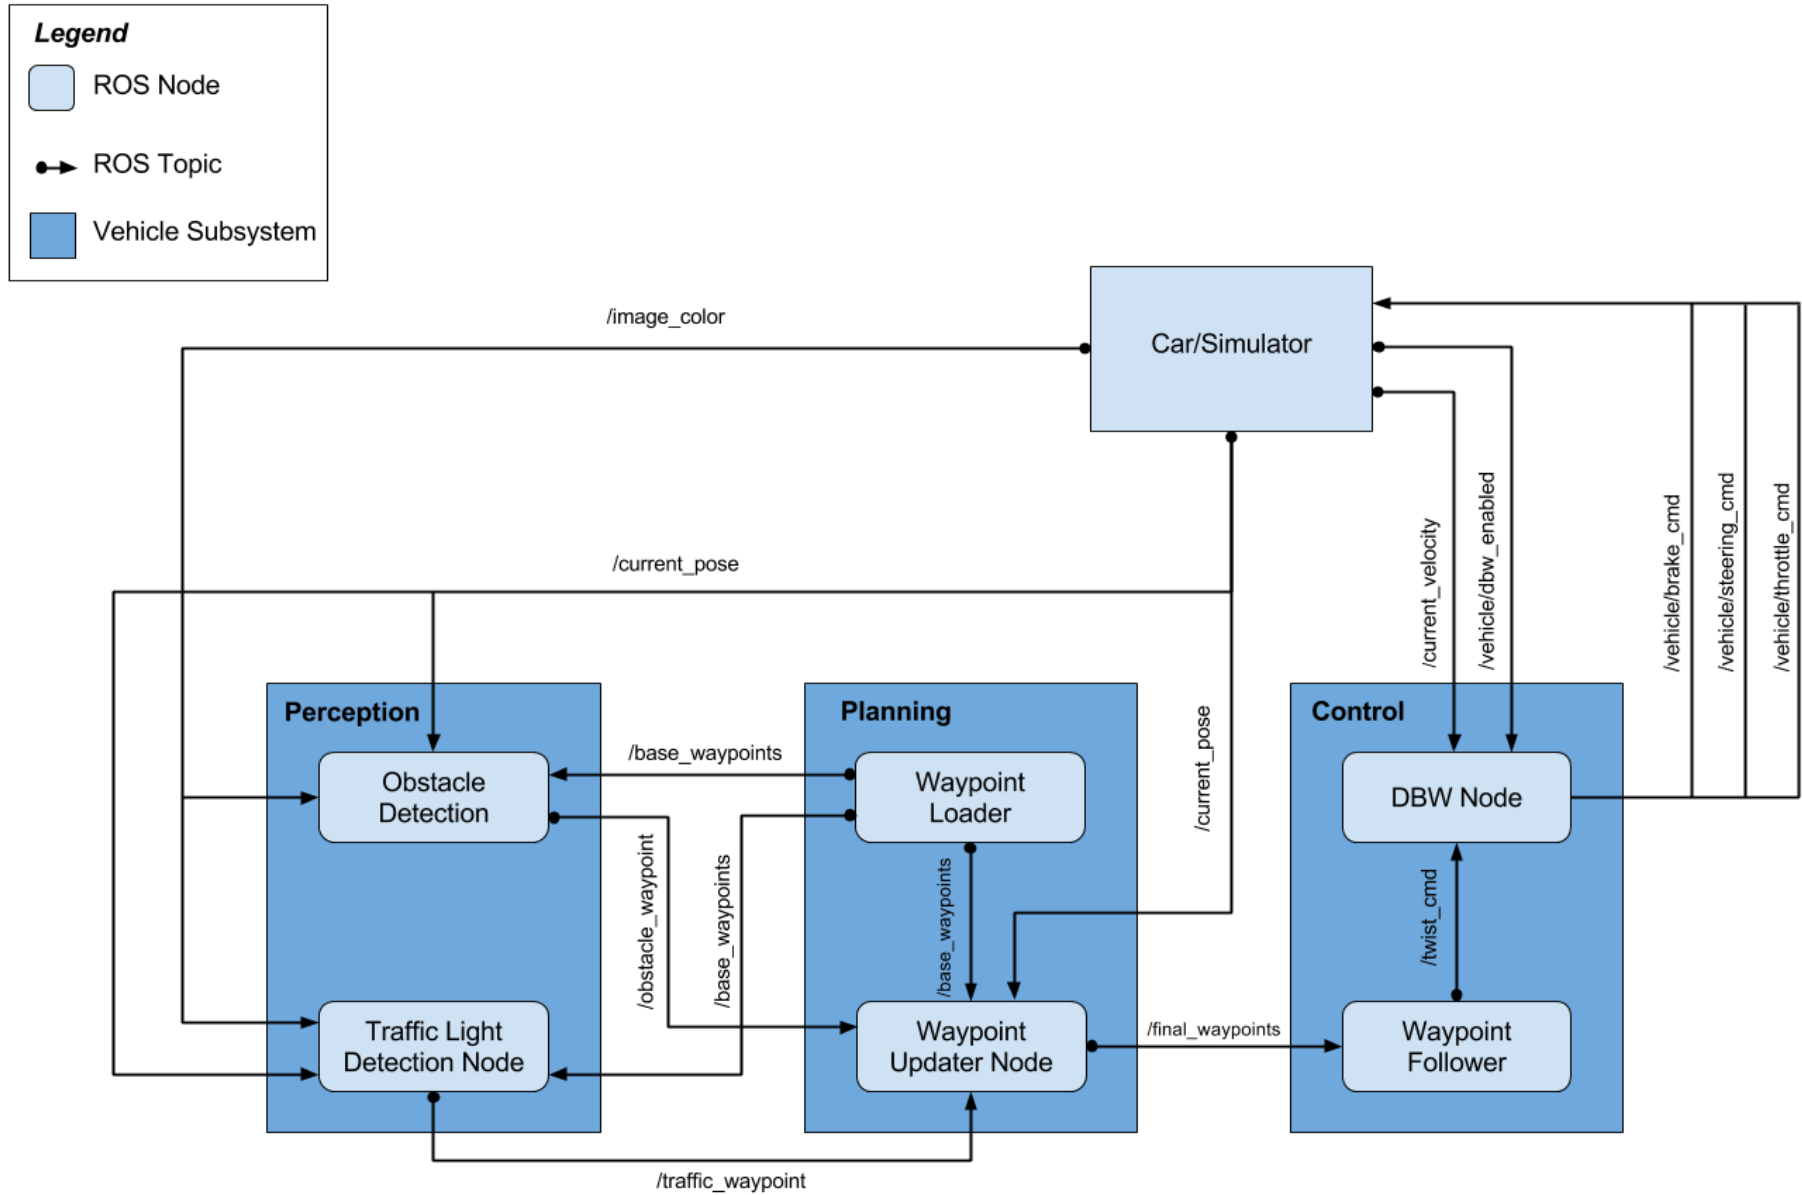 Legend
ROS Node
ROS Topic
Vehicle Subsystem
/image_color
Car/Simulator
/current_pose
/current_velocity
/vehicle/dbw_enabled
/vehicle/brake_cmd
/vehicle/steering_cmd
/vehicle/throttle_cmd
Perception
Obstacle
Detection
Traffic Light
Detection Node
/base_waypoints
/obstacle_waypoint
/base_waypoints
/traffic_waypoint
Planning
Waypoint
Loader
/base_waypoints
/current_pose
Waypoint
Updater Node
/final_waypoints
Control
DBW Node
/twist_cmd
Waypoint
Follower